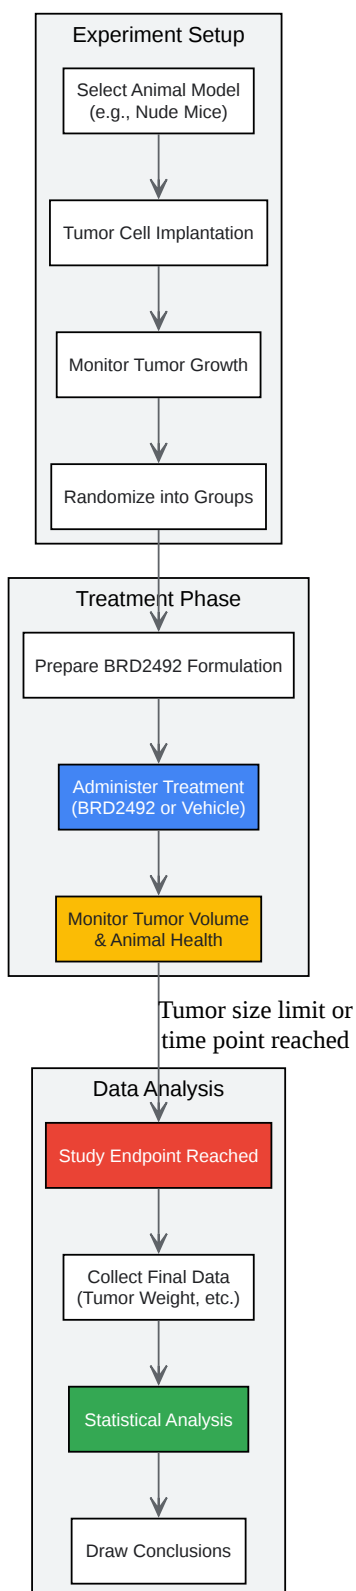 Experiment Setup
Select Animal Model
(e.g., Nude Mice)
Tumor Cell Implantation
Monitor Tumor Growth
Randomize into Groups
Treatment Phase
Prepare BRD2492 Formulation
Administer Treatment
(BRD2492 or Vehicle)
Monitor Tumor Volume
& Animal Health
Tumor size limit or
time point reached
Data Analysis
Study Endpoint Reached
Collect Final Data
(Tumor Weight, etc.)
Statistical Analysis
Draw Conclusions